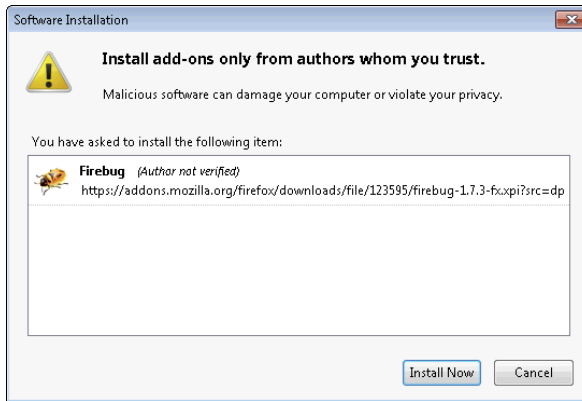 Software Installation
Install add-ons only from authors whom you trust.
Malicious software can damage your computer or violate your privacy.
You have asked to install the following item:
Firebug (Author not verified)
https://addons.mozilla.org/firefox/downloads/file/123595/firebug-1.7.3-fx.xpi?src=dp
Install Now Cancel